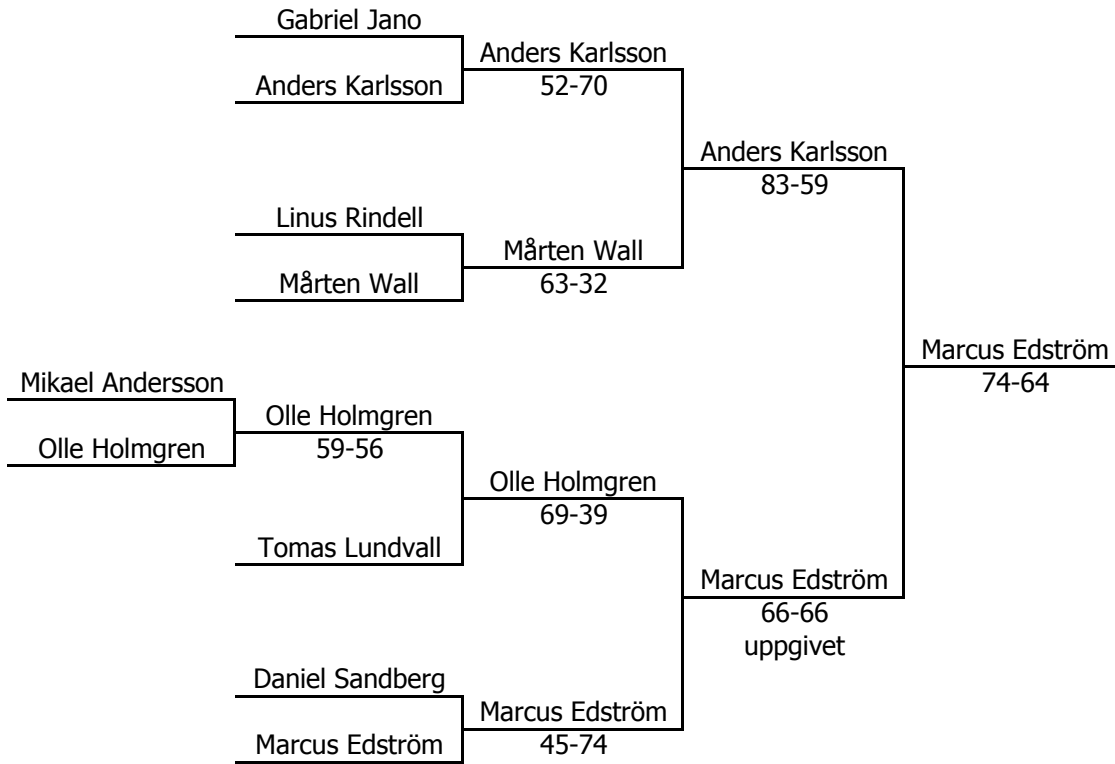 Gabriel Jano
Anders Karlsson
Anders Karlsson
52-70
Anders Karlsson
83-59
Linus Rindell
Mårten Wall
Mårten Wall
63-32
Marcus Edström
74-64
Mikael Andersson
Olle Holmgren
Olle Holmgren
59-56
Olle Holmgren
69-39
Tomas Lundvall
Marcus Edström
66-66
uppgivet
Daniel Sandberg
Marcus Edström
Marcus Edström
45-74